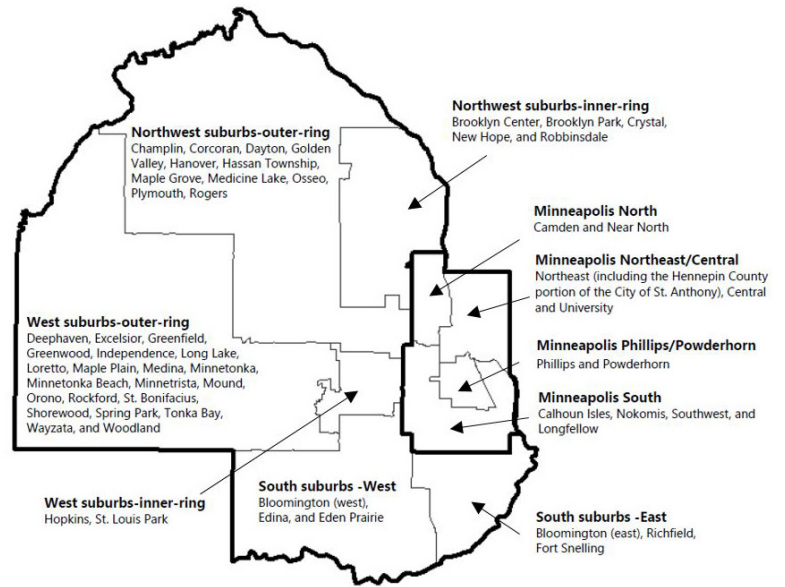 Northwest suburbs-inner-ring
Brooklyn Center, Brooklyn Park, Crystal,
New Hope, and Robbinsdale
Northwest suburbs-outer-ring
Champlin, Corcoran, Dayton, Golden
Valley, Hanover, Hassan Township,
Maple Grove, Medicine Lake, Osseo,
Plymouth, Rogers
Minneapolis North
Camden and Near North
Minneapolis Northeast/Central
Northeast (including the Hennepin County
portion of the City of St. Anthony), Central
and University
West suburbs-outer-ring
Deephaven, Excelsior, Greenfield,
Greenwood, Independence, Long Lake,
Loretto, Maple Plain, Medina, Minnetonka,
Minnetonka Beach, Minnetrista, Mound,
Orono, Rockford, St. Bonifacius,
Shorewood, Spring Park, Tonka Bay,
Wayzata, and Woodland
Minneapolis Phillips/Powderhorn
Phillips and Powderhorn
Minneapolis South
Calhoun Isles, Nokomis, Southwest, and
Longfellow
West suburbs-inner-ring
Hopkins, St. Louis Park
South suburbs -West
Bloomington (west),
Edina, and Eden Prairie
South suburbs -East
Bloomington (east), Richfield,
Fort Snelling